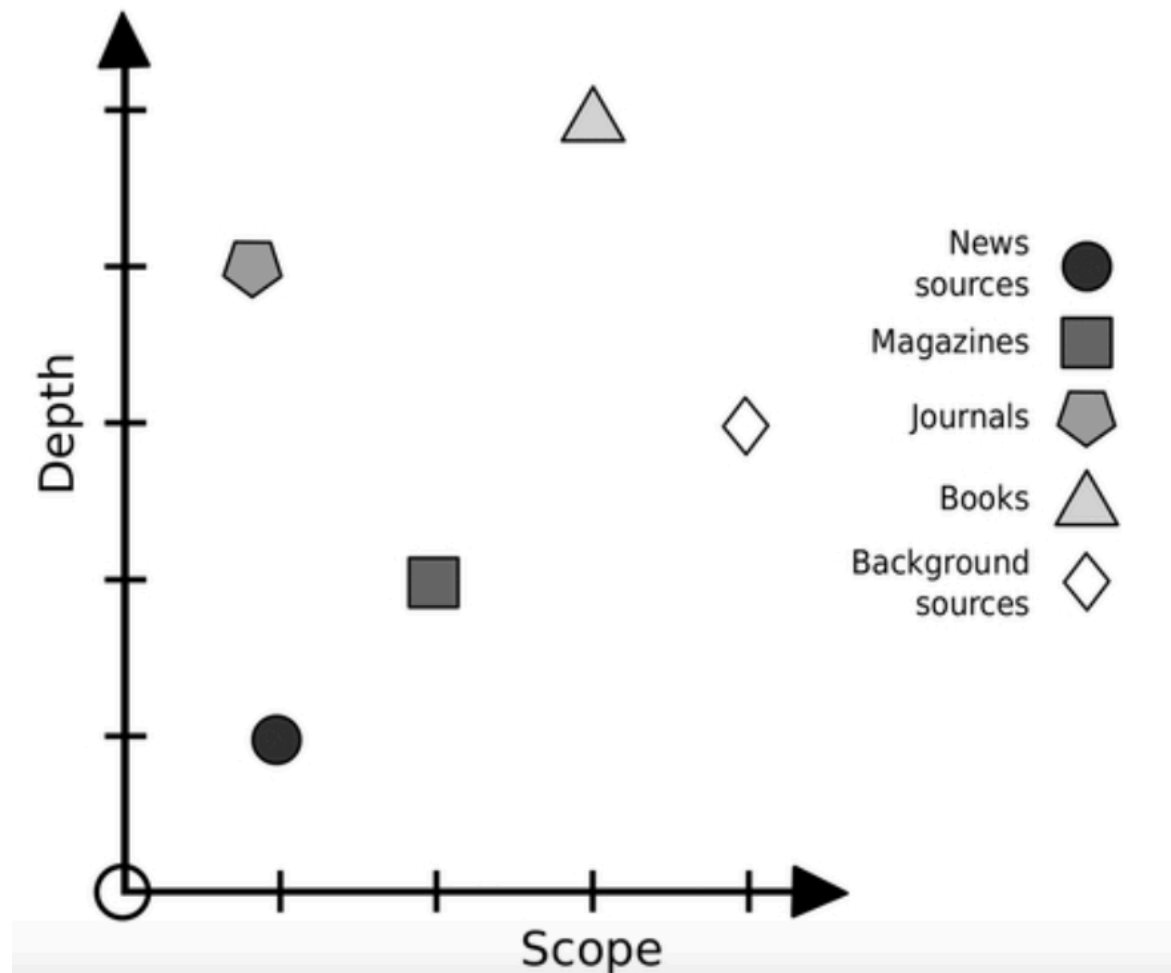 Depth
News
sources
Magazines
Journals
Books
Background
sources
Scope